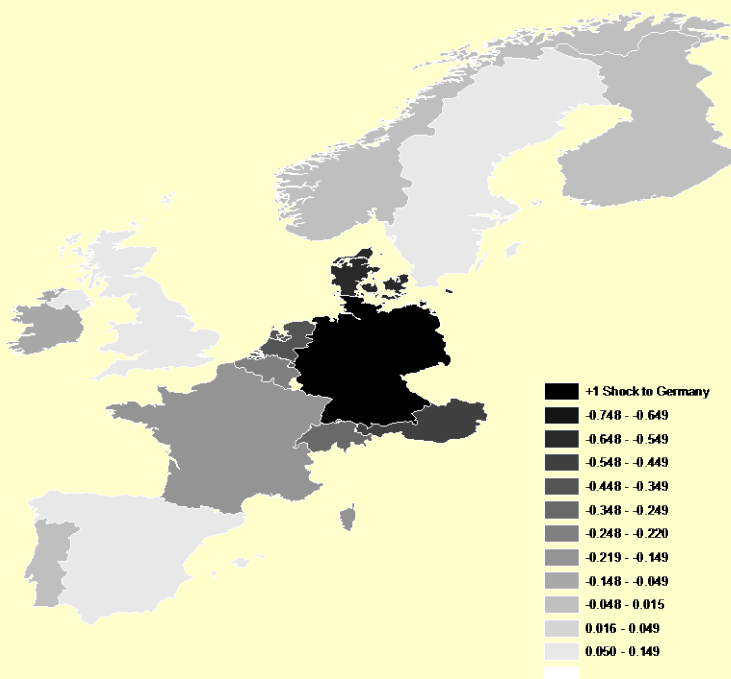 +1 Shock to Germany
-0.748 - -0.649
-0.648 - -0.549
-0.548 - -0.449
-0.448 - -0.349
-0.348 - -0.249
-0.248 - -0.220
-0.219 - -0.149
-0.148 - -0.049
-0.048 - 0.015
0.016 - 0.049
0.050 - 0.149